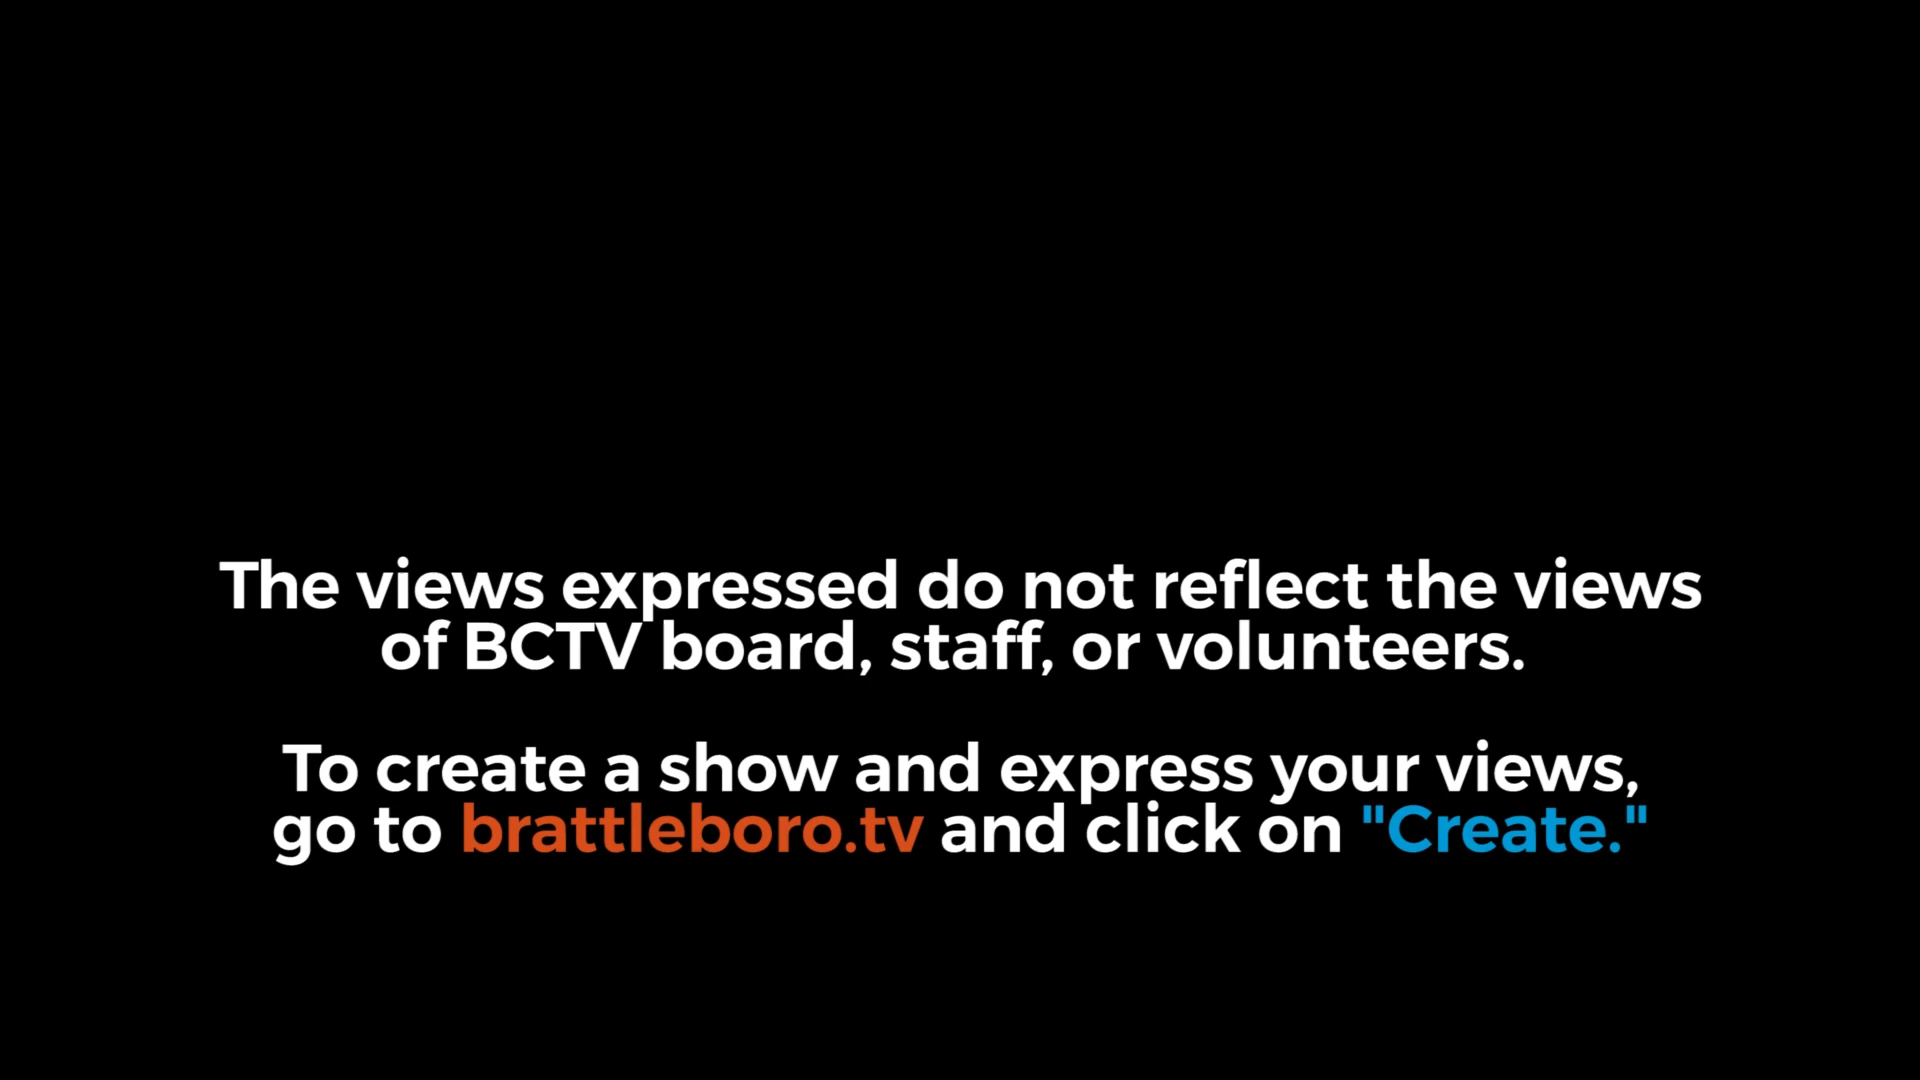 The views expressed do not reflect the views
of BCTV board, staff, or volunteers.
To create a show and express your views,
go to brattleboro.tv and click on "Create."